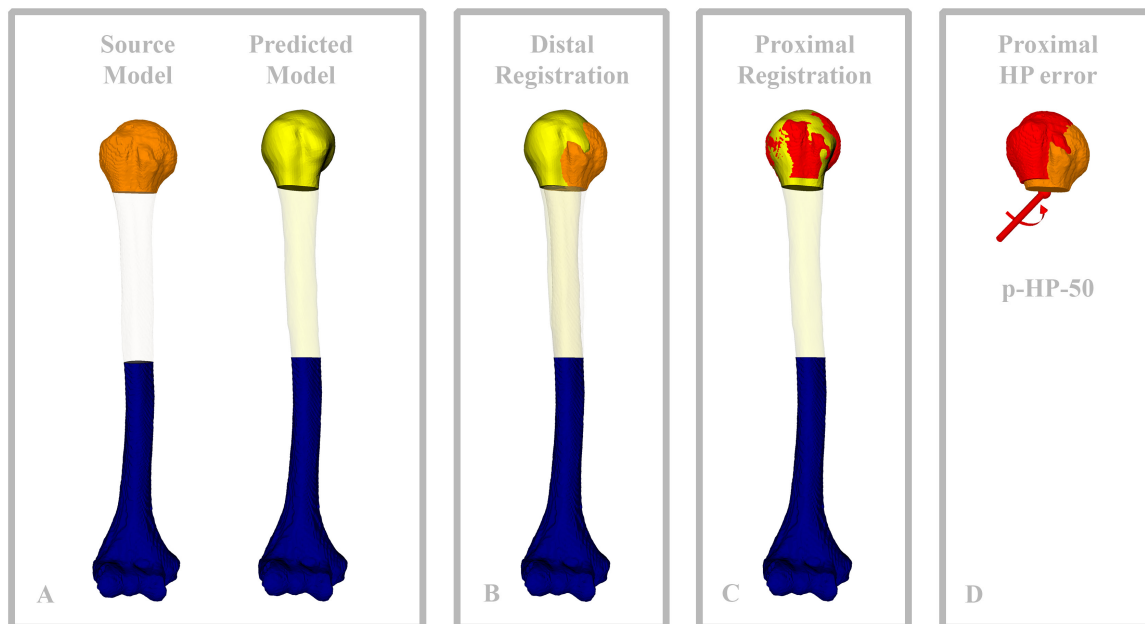 Source
Model
Predicted
Model
A
Distal
Registration
B
Proximal
Registration
C
Proximal
HP error
p-HP-50
D